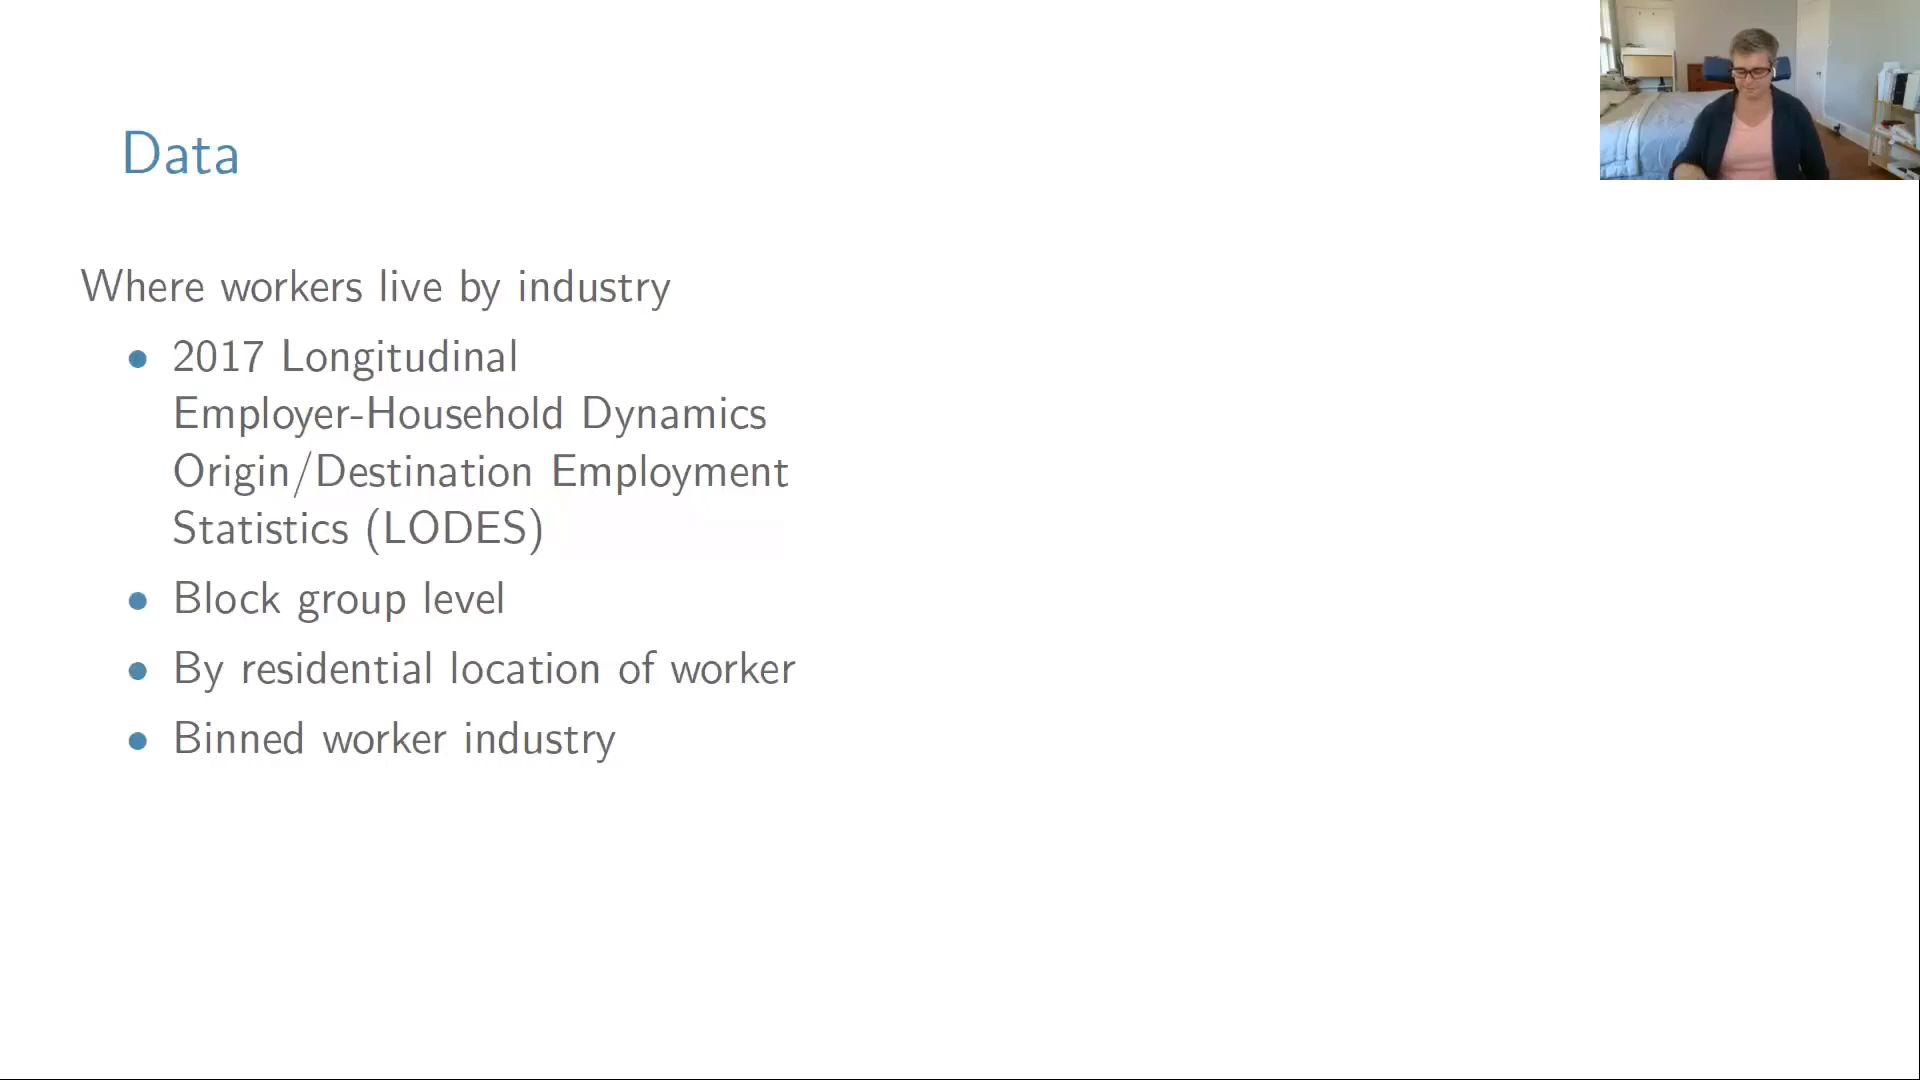 Data
Where workers live by industry
• 2017 Longitudinal
Employer-Household Dynamics
Origin/Destination Employment
Statistics (LODES)
• Block group level
• By residential location of worker
• Binned worker industry